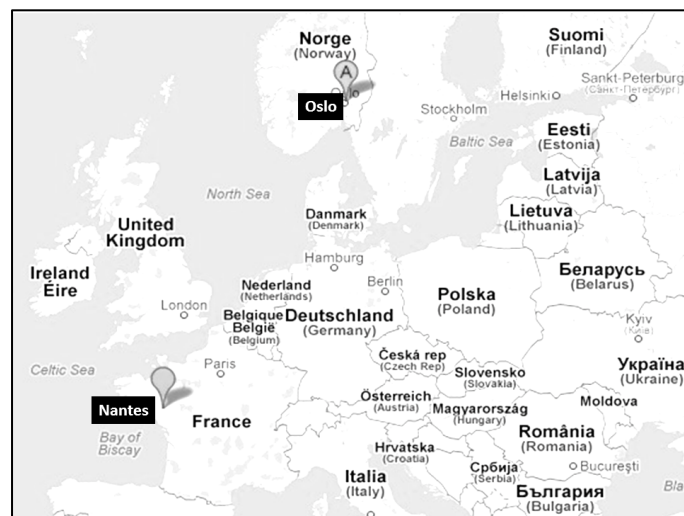 Norge
(Norway)
Suomi
(Finland)
A
Oslo
Helsinki
Sankt-Peterburg
(Санкт-Петербург)
Stockholm
Baltic Sea
Eesti
(Estonia)
Latvija
(Latvia)
North Sea
Danmark
(Denmark)
Lietuva
(Lithuania)
United
Kingdom
Ireland
Éire
Hamburg
Berlin
Беларусь
(Belarus)
Nederland
(Netherlands)
Polska
(Poland)
London
Belgique
België
(Belgium)
Deutschland
(Germany)
Kyiv
(Київ)
Celtic Sea
Paris
Česká rep
(Czech Rep)
Slovensko
(Slovakia)
Україна
(Ukraine)
Nantes
France
Österreich
(Austria)
Magyarország
(Hungary)
Moldova
Bay of
Biscay
Hrvatska
(Croatia)
România
(Romania)
Србија
(Serbia)
București
Italia
(Italy)
България
(Bulgaria)